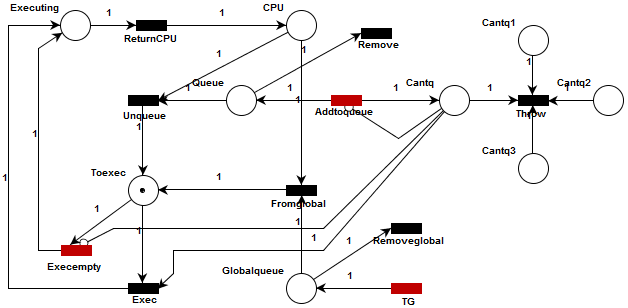 Executing
1
ReturnCPU
1
CPU
Remove
Cantq1
1
1
1
Queue
Unqueue
1
1
1
Addtoqueue
1
Cantq
1
Throw
1
Cantq2
1
Cantq3
1
Toexec
1
Fromglobal
1
1
1
1
Execempty
1
1
Removeglobal
1
Globalqueue
1
TG
Exec